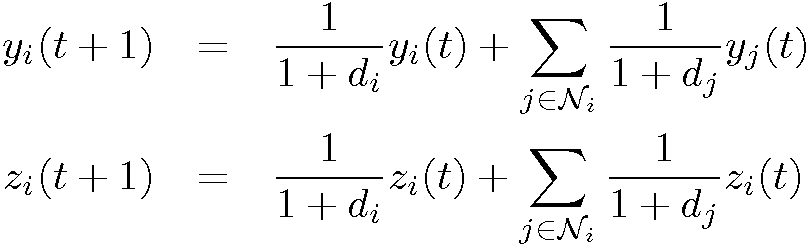 y_i(t + 1) = \frac{1}{1 + d_i} y_i(t) + \sum_{j \in \mathcal{N}_i} \frac{1}{1 + d_j} y_j(t)
z_i(t + 1) = \frac{1}{1 + d_i} z_i(t) + \sum_{j \in \mathcal{N}_i} \frac{1}{1 + d_j} z_i(t)